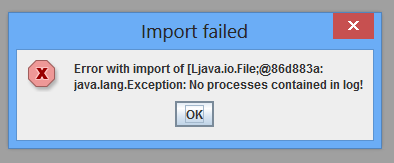 Import failed
x
X
Error with import of [Ljava.io.File;@86d883a:
java.lang.Exception: No processes contained in log!
OK